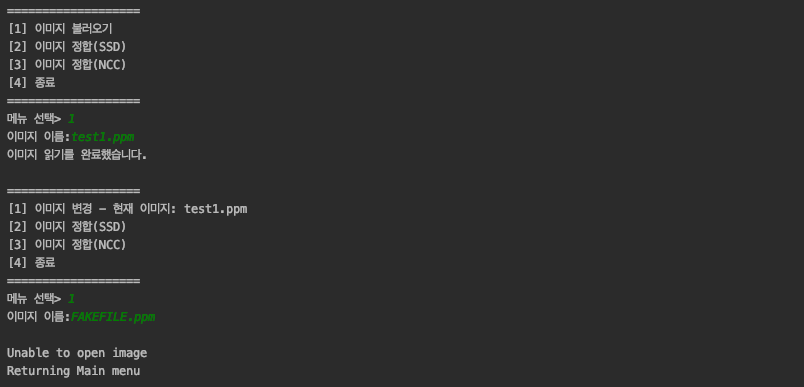 ===================
[1] 이미지 불러오기
[2] 이미지 정합(SSD)
[3] 이미지 정합(NCC)
[4] 종료
===================
메뉴 선택> 1
이미지 이름:test1.ppm
이미지 읽기를 완료했습니다.
===================
[1] 이미지 변경 - 현재 이미지: test1.ppm
[2] 이미지 정합(SSD)
[3] 이미지 정합(NCC)
[4] 종료
===================
메뉴 선택> 1
이미지 이름:FAKEFILE.ppm
Unable to open image
Returning Main menu